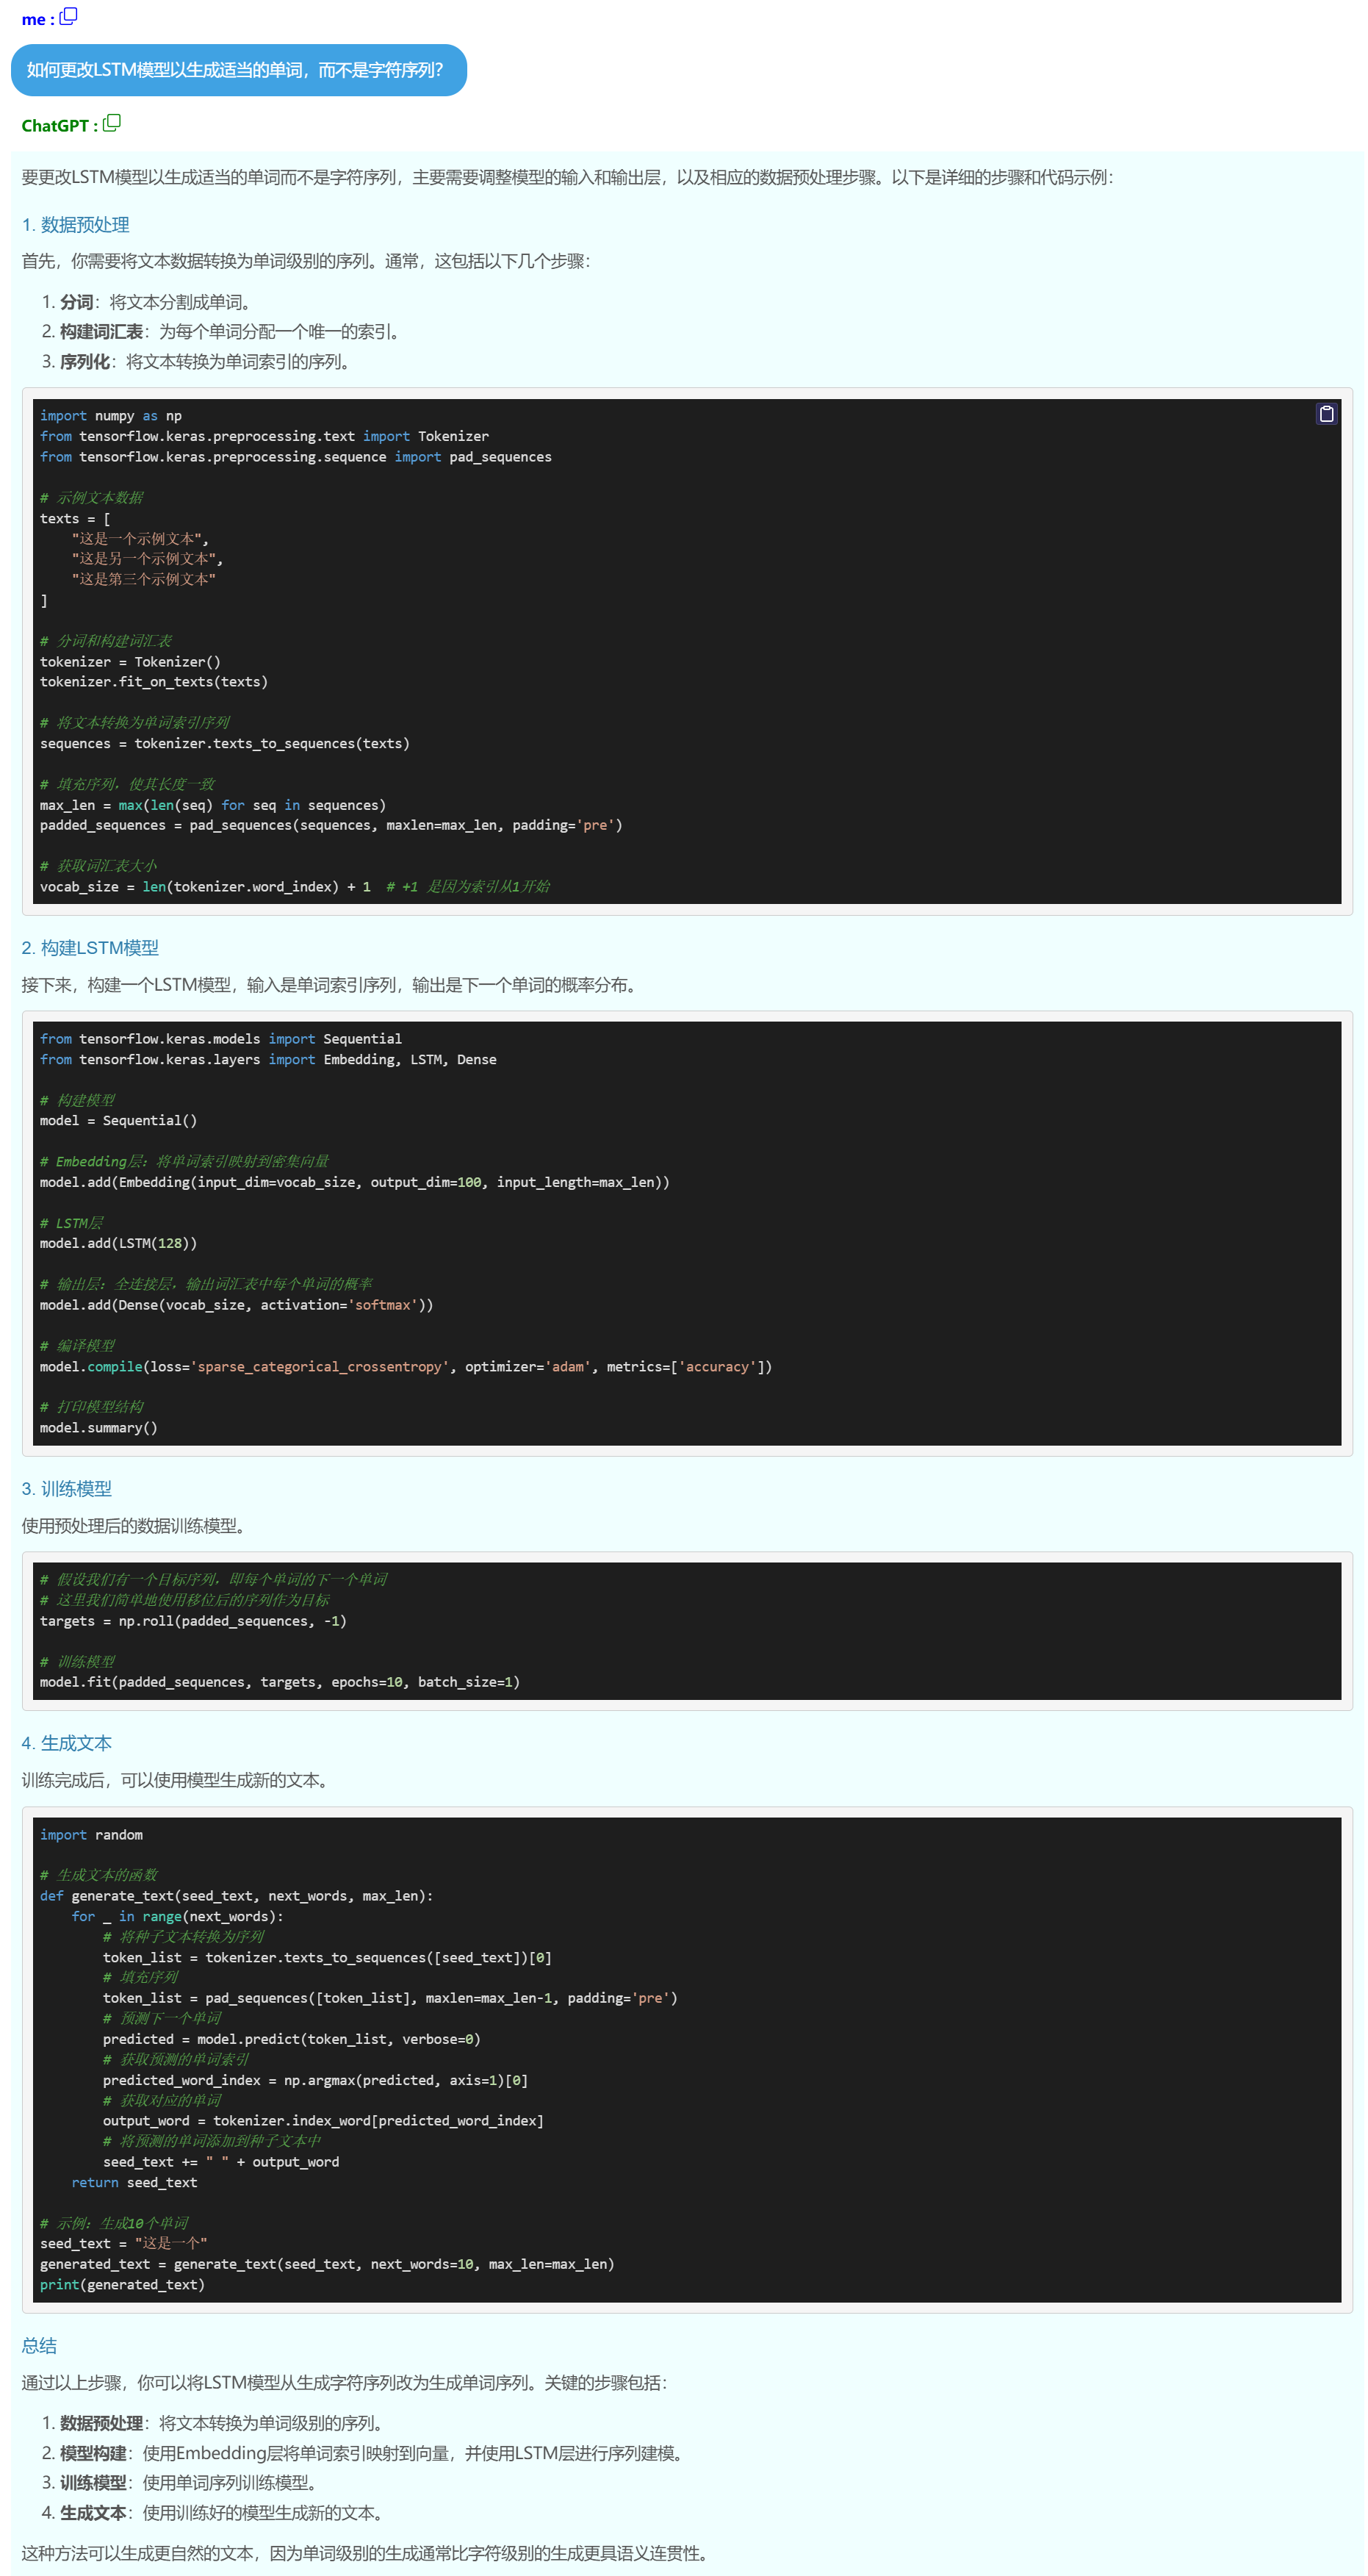 me :
如何更改LSTM模型以生成适当的单词，而不是字符序列？
ChatGPT :
要更改LSTM模型以生成适当的单词而不是字符序列，主要需要调整模型的输入和输出层，以及相应的数据预处理步骤。以下是详细的步骤和代码示例：
1. 数据预处理
首先，你需要将文本数据转换为单词级别的序列。通常，这包括以下几个步骤：
1. 分词：将文本分割成单词。
2. 构建词汇表：为每个单词分配一个唯一的索引。
3. 序列化：将文本转换为单词索引的序列。
import numpy as np
from tensorflow.keras.preprocessing.text import Tokenizer
from tensorflow.keras.preprocessing.sequence import pad_sequences
# 示例文本数据
texts = [
    "这是一个示例文本",
    "这是另一个示例文本",
    "这是第三个示例文本"
]
# 分词和构建词汇表
tokenizer = Tokenizer()
tokenizer.fit_on_texts(texts)
# 将文本转换为单词索引序列
sequences = tokenizer.texts_to_sequences(texts)
# 填充序列，使其长度一致
max_len = max(len(seq) for seq in sequences)
padded_sequences = pad_sequences(sequences, maxlen=max_len, padding='pre')
# 获取词汇表大小
vocab_size = len(tokenizer.word_index) + 1  # +1 是因为索引从1开始
2. 构建LSTM模型
接下来，构建一个LSTM模型，输入是单词索引序列，输出是下一个单词的概率分布。
from tensorflow.keras.models import Sequential
from tensorflow.keras.layers import Embedding, LSTM, Dense
# 构建模型
model = Sequential()
# Embedding层：将单词索引映射到密集向量
model.add(Embedding(input_dim=vocab_size, output_dim=100, input_length=max_len))
# LSTM层
model.add(LSTM(128))
# 输出层：全连接层，输出词汇表中每个单词的概率
model.add(Dense(vocab_size, activation='softmax'))
# 编译模型
model.compile(loss='sparse_categorical_crossentropy', optimizer='adam', metrics=['accuracy'])
# 打印模型结构
model.summary()
3. 训练模型
使用预处理后的数据训练模型。
# 假设我们有一个目标序列，即每个单词的下一个单词
# 这里我们简单地使用移位后的序列作为目标
targets = np.roll(padded_sequences, -1)
# 训练模型
model.fit(padded_sequences, targets, epochs=10, batch_size=1)
4. 生成文本
训练完成后，可以使用模型生成新的文本。
import random
# 生成文本的函数
def generate_text(seed_text, next_words, max_len):
    for _ in range(next_words):
        # 将种子文本转换为序列
        token_list = tokenizer.texts_to_sequences([seed_text])[0]
        # 填充序列
        token_list = pad_sequences([token_list], maxlen=max_len-1, padding='pre')
        # 预测下一个单词
        predicted = model.predict(token_list, verbose=0)
        # 获取预测的单词索引
        predicted_word_index = np.argmax(predicted, axis=1)[0]
        # 获取对应的单词
        output_word = tokenizer.index_word[predicted_word_index]
        # 将预测的单词添加到种子文本中
        seed_text += " " + output_word
    return seed_text
# 示例：生成10个单词
seed_text = "这是一个"
generated_text = generate_text(seed_text, next_words=10, max_len=max_len)
print(generated_text)
总结
通过以上步骤，你可以将LSTM模型从生成字符序列改为生成单词序列。关键的步骤包括：
1. 数据预处理：将文本转换为单词级别的序列。
2. 模型构建：使用Embedding层将单词索引映射到向量，并使用LSTM层进行序列建模。
3. 训练模型：使用单词序列训练模型。
4. 生成文本：使用训练好的模型生成新的文本。
这种方法可以生成更自然的文本，因为单词级别的生成通常比字符级别的生成更具语义连贯性。